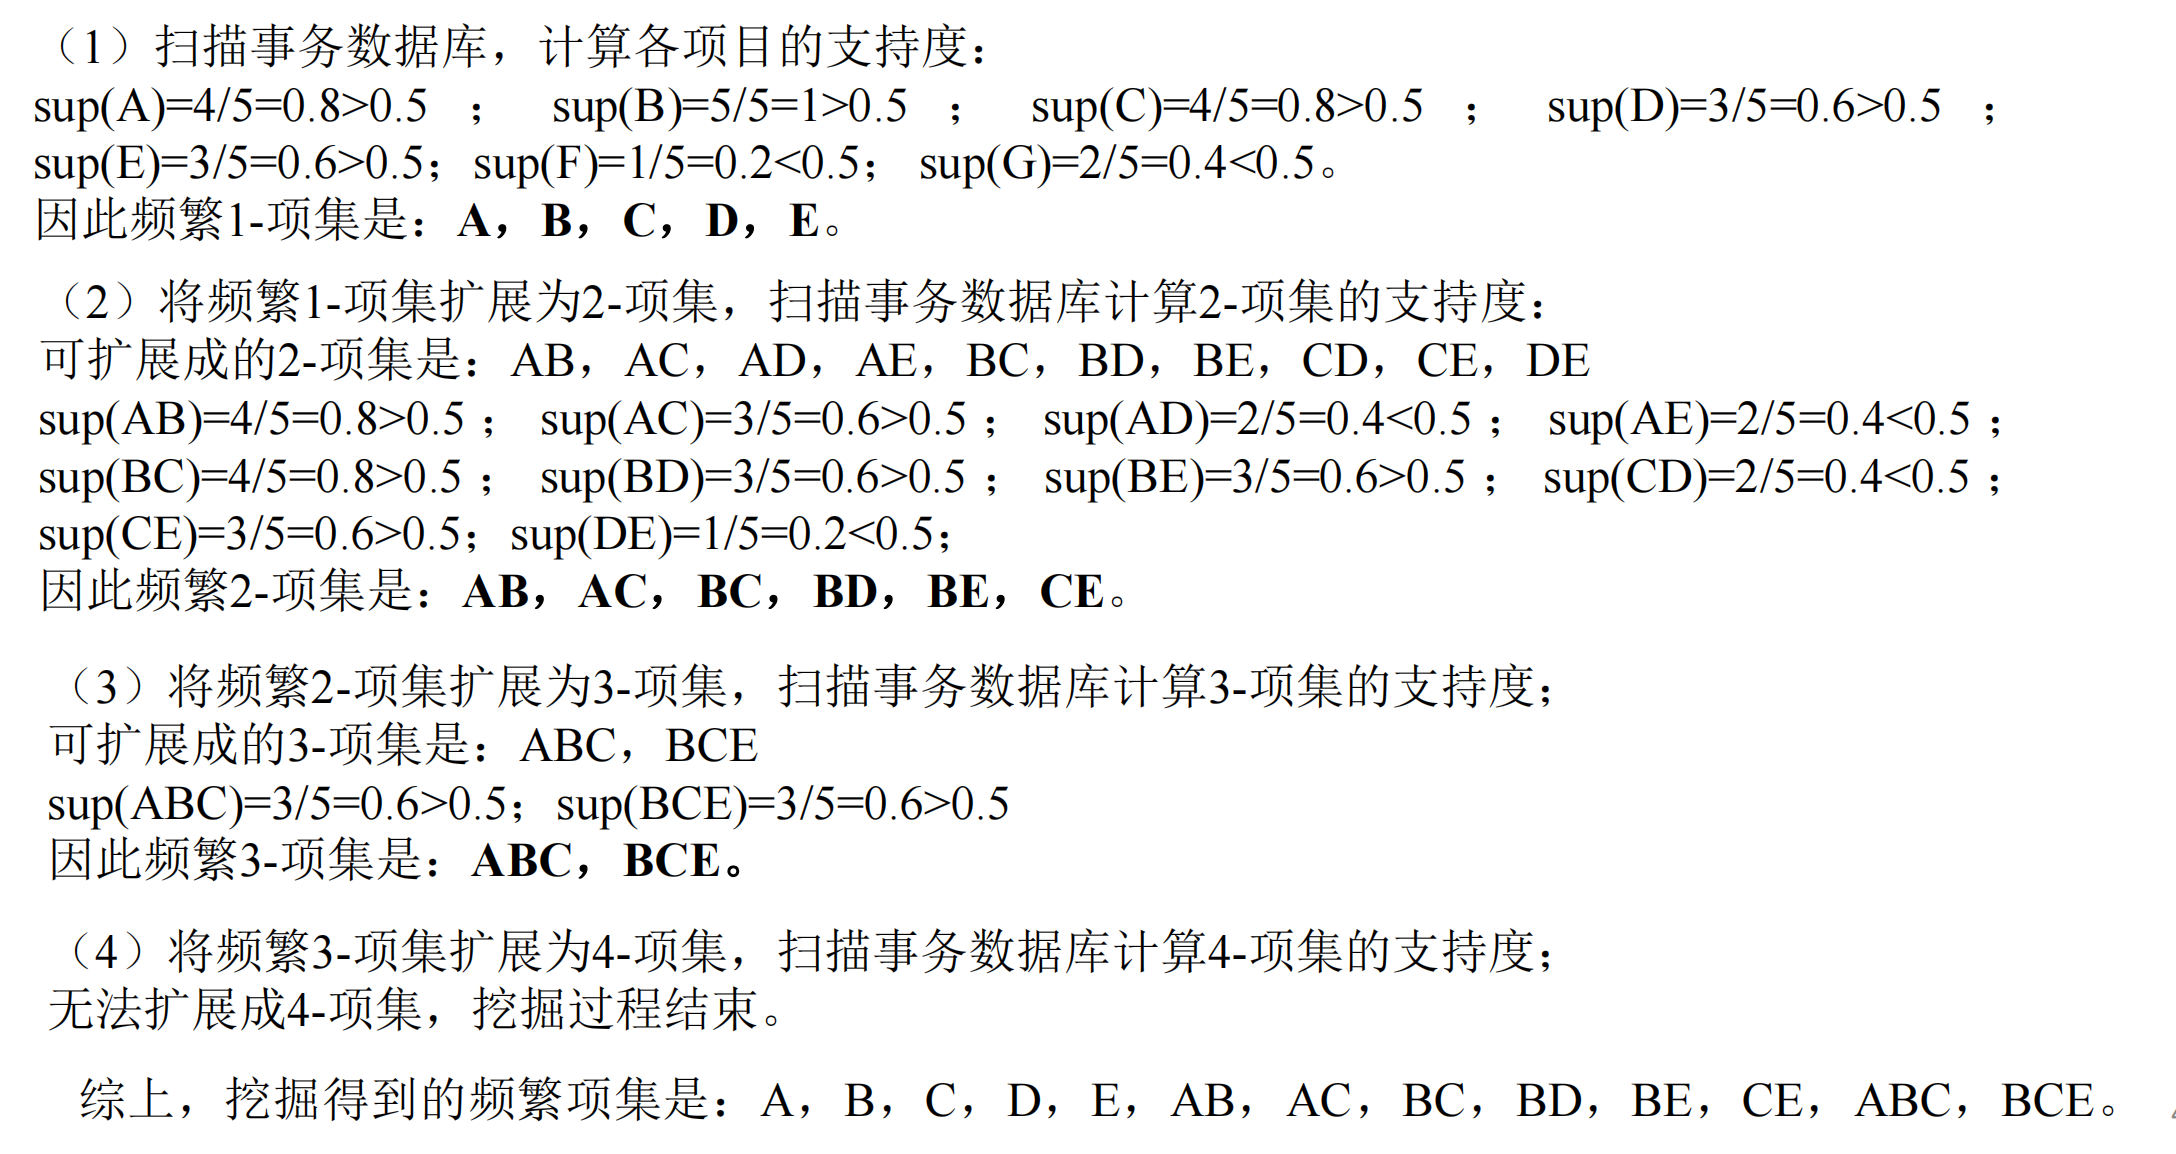 （1）扫描事务数据库，计算各项目的支持度：
sup(A)=4/5=0.8>0.5 ； sup(B)=5/5=1>0.5 ； sup(C)=4/5=0.8>0.5 ； sup(D)=3/5=0.6>0.5 ；
sup(E)=3/5=0.6>0.5；sup(F)=1/5=0.2<0.5； sup(G)=2/5=0.4<0.5。
因此频繁1-项集是：A，B，C，D，E。
（2）将频繁1-项集扩展为2-项集，扫描事务数据库计算2-项集的支持度：
可扩展成的2-项集是：AB，AC，AD，AE，BC，BD，BE，CD，CE，DE
sup(AB)=4/5=0.8>0.5 ； sup(AC)=3/5=0.6>0.5 ； sup(AD)=2/5=0.4<0.5 ； sup(AE)=2/5=0.4<0.5 ；
sup(BC)=4/5=0.8>0.5 ； sup(BD)=3/5=0.6>0.5 ； sup(BE)=3/5=0.6>0.5 ； sup(CD)=2/5=0.4<0.5 ；
sup(CE)=3/5=0.6>0.5；sup(DE)=1/5=0.2<0.5；
因此频繁2-项集是：AB，AC，BC，BD，BE，CE。
（3）将频繁2-项集扩展为3-项集，扫描事务数据库计算3-项集的支持度；
可扩展成的3-项集是：ABC，BCE
sup(ABC)=3/5=0.6>0.5；sup(BCE)=3/5=0.6>0.5
因此频繁3-项集是：ABC，BCE。
（4）将频繁3-项集扩展为4-项集，扫描事务数据库计算4-项集的支持度；
无法扩展成4-项集，挖掘过程结束。
综上，挖掘得到的频繁项集是：A，B，C，D，E，AB，AC，BC，BD，BE，CE，ABC，BCE。